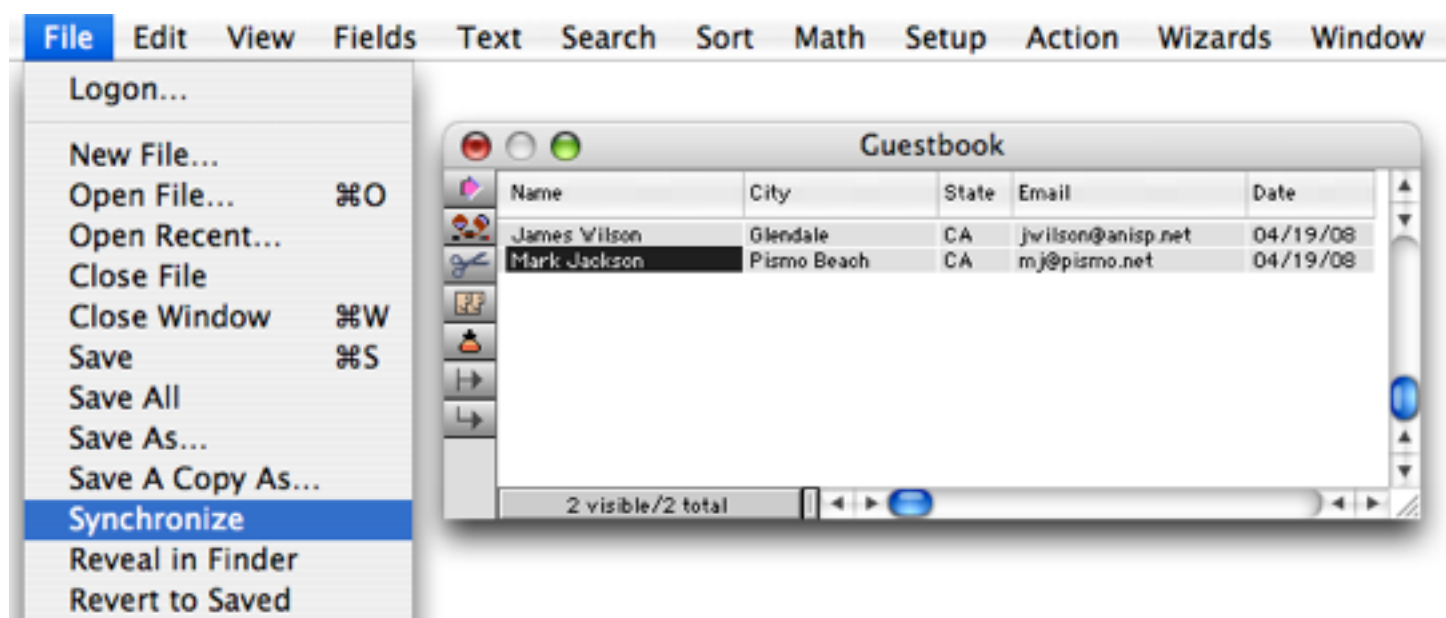 File Edit View Fields Text Search Sort Math Setup Action Wizards Window
Logon...
New File...
Open File... ⌘O
Open Recent...
Close File
Close Window ⌘W
Save ⌘S
Save All
Save As...
Save A Copy As...
Synchronize
Reveal in Finder
Revert to Saved
Guestbook
Name City State Email Date
James Wilson Glendale CA jwilson@anisp.net 04/19/08
Mark Jackson Pismo Beach CA mj@pismo.net 04/19/08
2 visible/2 total